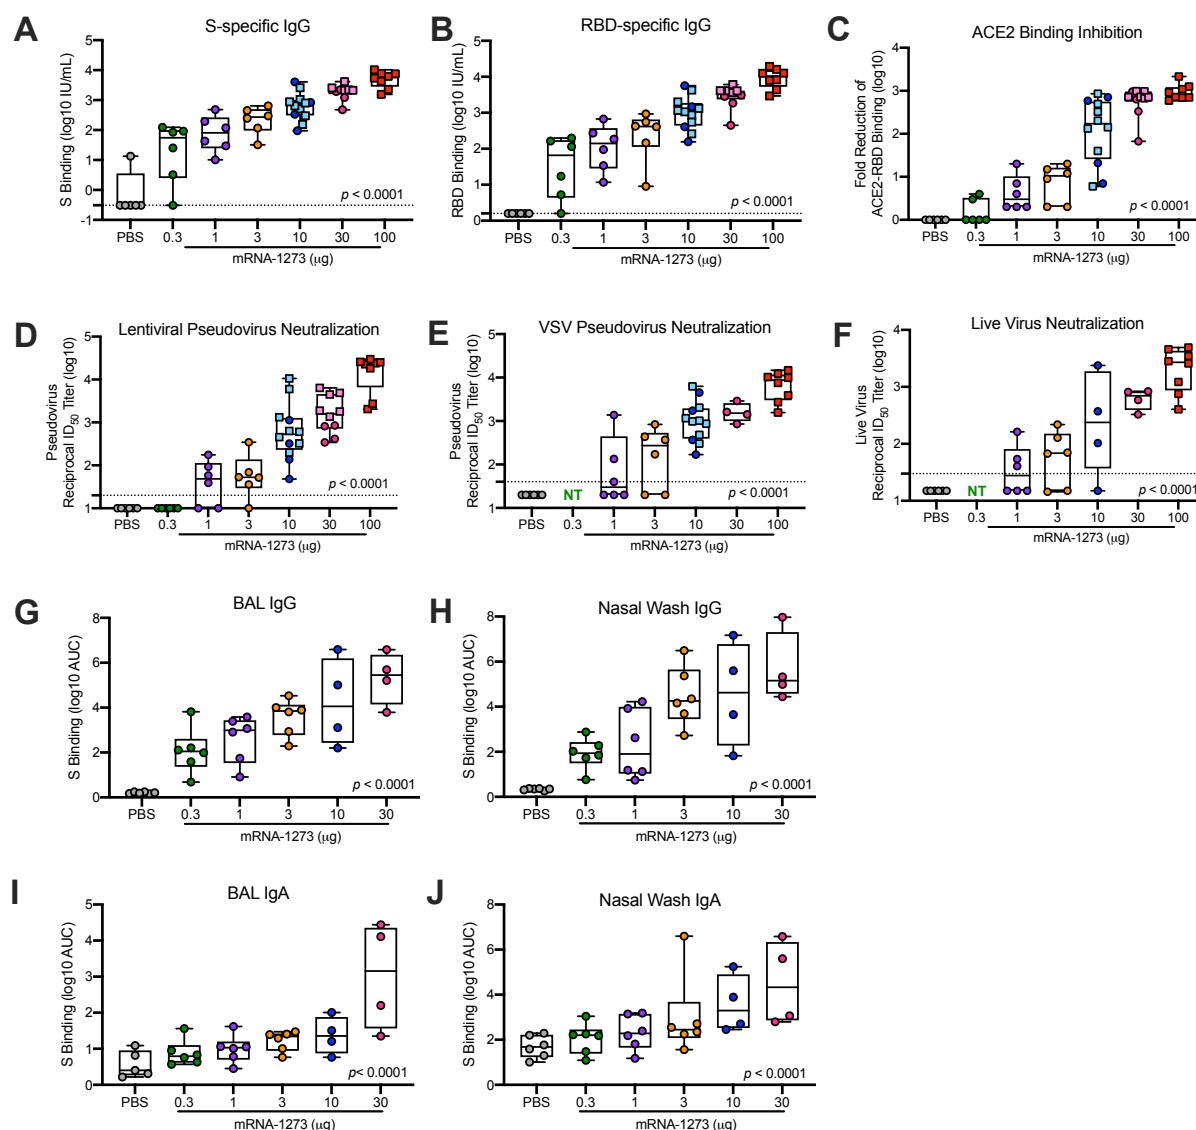 A
S-specific IgG
S Binding (log10 IU/mL)
5
4
3
2
1
0
-1
p < 0.0001
PBS 0.3 1 3 10 30 100
mRNA-1273 (μg)
B
RBD-specific IgG
RBD Binding (log10 IU/mL)
5
4
3
2
1
0
p < 0.0001
PBS 0.3 1 3 10 30 100
mRNA-1273 (μg)
C
ACE2 Binding Inhibition
Fold Reduction of
ACE2-RBD Binding (log10)
4
3
2
1
0
p < 0.0001
PBS 0.3 1 3 10 30 100
mRNA-1273 (μg)
D
Lentiviral Pseudovirus Neutralization
Pseudovirus
Reciprocal ID50 Titer (log10)
5
4
3
2
1
p < 0.0001
PBS 0.3 1 3 10 30 100
mRNA-1273 (μg)
E
VSV Pseudovirus Neutralization
Pseudovirus
Reciprocal ID50 Titer (log10)
5
4
3
2
1
NT
p < 0.0001
PBS 0.3 1 3 10 30 100
mRNA-1273 (μg)
F
Live Virus Neutralization
Live Virus
Reciprocal ID50 Titer (log10)
4
3
2
1
NT
p < 0.0001
PBS 0.3 1 3 10 30 100
mRNA-1273 (μg)
G
BAL IgG
S Binding (log10 AUC)
8
6
4
2
0
p < 0.0001
PBS 0.3 1 3 10 30
mRNA-1273 (μg)
H
Nasal Wash IgG
S Binding (log10 AUC)
8
6
4
2
0
p < 0.0001
PBS 0.3 1 3 10 30
mRNA-1273 (μg)
I
BAL IgA
S Binding (log10 AUC)
5
4
3
2
1
0
p< 0.0001
PBS 0.3 1 3 10 30
mRNA-1273 (μg)
J
Nasal Wash IgA
S Binding (log10 AUC)
8
6
4
2
0
p < 0.0001
PBS 0.3 1 3 10 30
mRNA-1273 (μg)